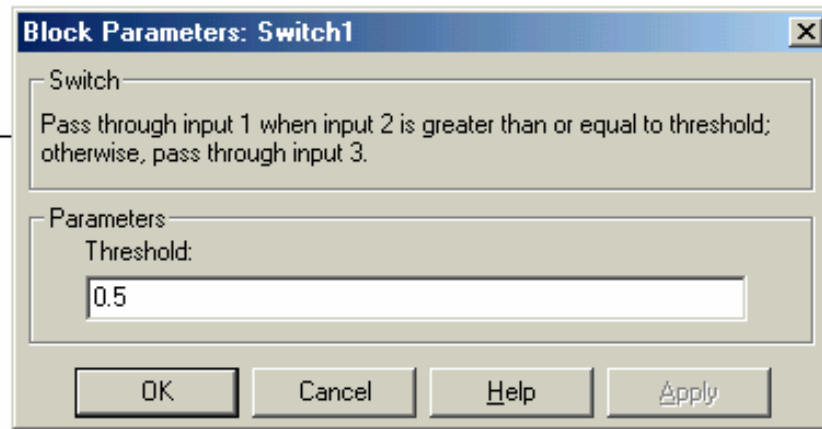 Block Parameters: Switch1
Switch
Pass through input 1 when input 2 is greater than or equal to threshold;
otherwise, pass through input 3.
Parameters
Threshold:
0.5
OK Cancel Help Apply